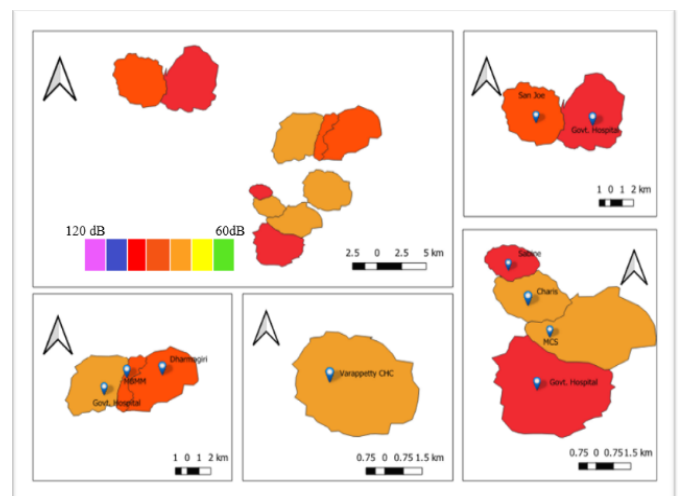 120 dB 60dB
2.5 0 2.5 5 km
San Joe
Govt. Hospital
1 0 1 2 km
Dharmagiri
MBMM
Govt. Hospital
1 0 1 2 km
Varappetty CHC
0.75 0 0.75 1.5 km
Sabine
Charis
MCS
Govt. Hospital
0.75 0 0.75 1.5 km